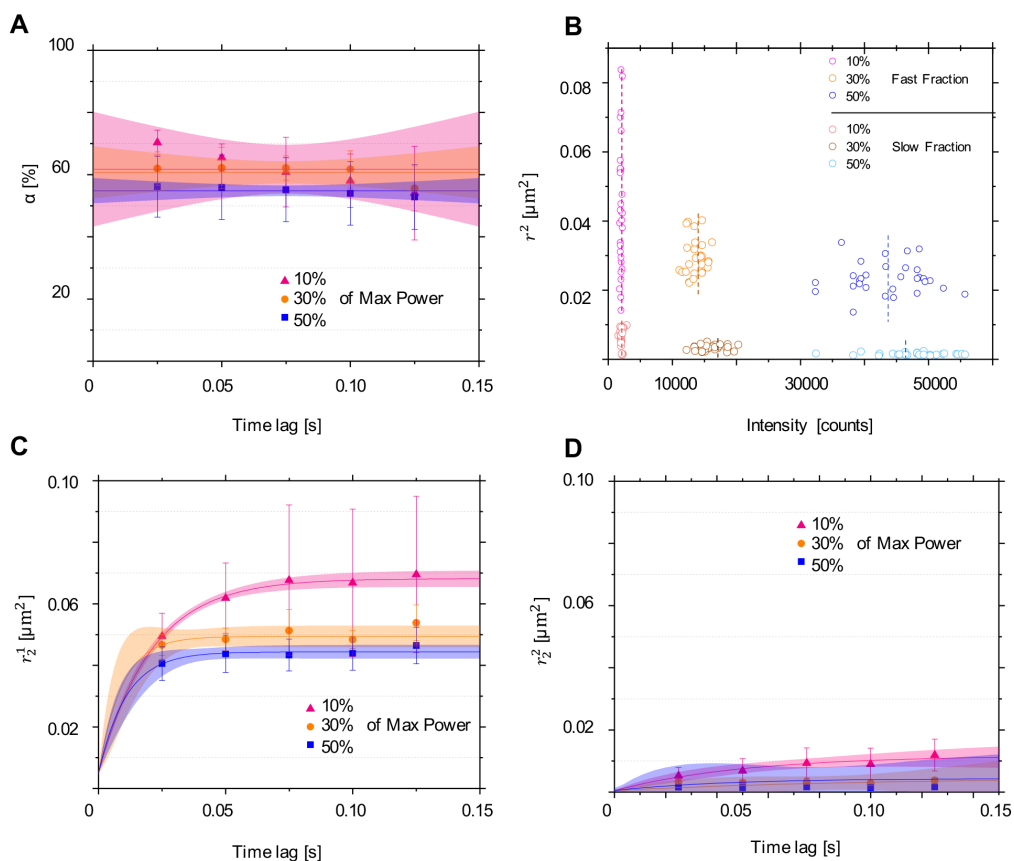 A
100
60
20
α [%]
10%
30% of Max Power
50%
0 0.05 0.10 0.15
Time lag [s]
B
0.08
0.06
0.04
0.02
0
r² [µm²]
10%
30% Fast Fraction
50%
10%
30% Slow Fraction
50%
0 10000 30000 50000
Intensity [counts]
C
0.10
0.06
0.02
r₂¹ [µm²]
10%
30% of Max Power
50%
0 0.05 0.10 0.15
Time lag [s]
D
0.10
0.06
0.02
r₂² [µm²]
10%
30% of Max Power
50%
0 0.05 0.10 0.15
Time lag [s]